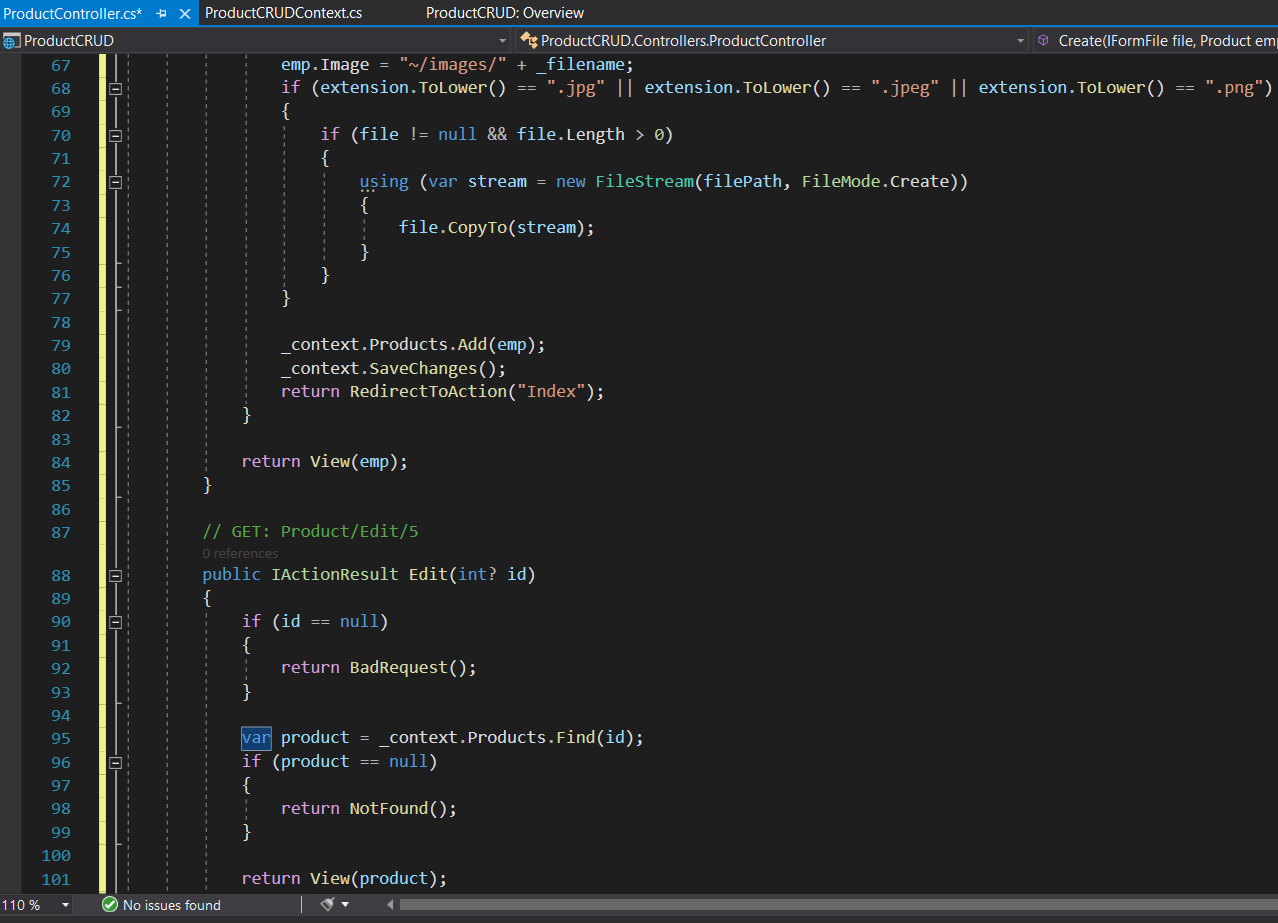 ProductController.cs* ProductCRUDContext.cs ProductCRUD: Overview
ProductCRUD ProductCRUD.Controllers.ProductController Create(IFormFile file, Product emp
67 emp.Image = "~/images/" + _filename;
68 if (extension.ToLower() == ".jpg" || extension.ToLower() == ".jpeg" || extension.ToLower() == ".png")
69 {
70 if (file != null && file.Length > 0)
71 {
72 using (var stream = new FileStream(filePath, FileMode.Create))
73 {
74 file.CopyTo(stream);
75 }
76 }
77 }
78
79 _context.Products.Add(emp);
80 _context.SaveChanges();
81 return RedirectToAction("Index");
82 }
83
84 return View(emp);
85 }
86
87 // GET: Product/Edit/5
0 references
88 public IActionResult Edit(int? id)
89 {
90 if (id == null)
91 {
92 return BadRequest();
93 }
94
95 var product = _context.Products.Find(id);
96 if (product == null)
97 {
98 return NotFound();
99 }
100
101 return View(product);
110 % No issues found